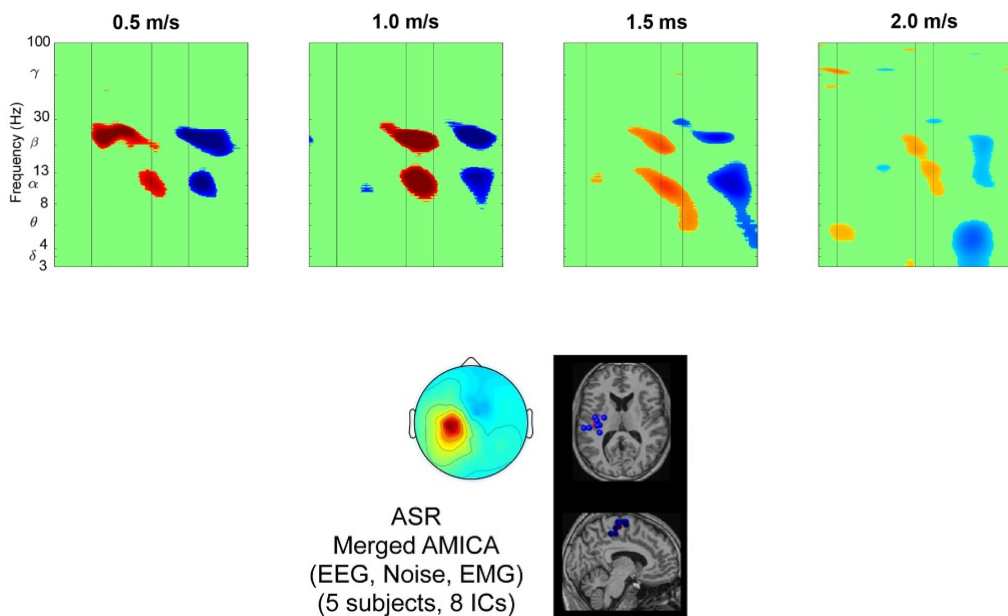 0.5 m/s
1.0 m/s
1.5 ms
2.0 m/s
Frequency (Hz)
100
γ
30
β
13
α
8
θ
4
δ
3
ASR
Merged AMICA
(EEG, Noise, EMG)
(5 subjects, 8 ICs)